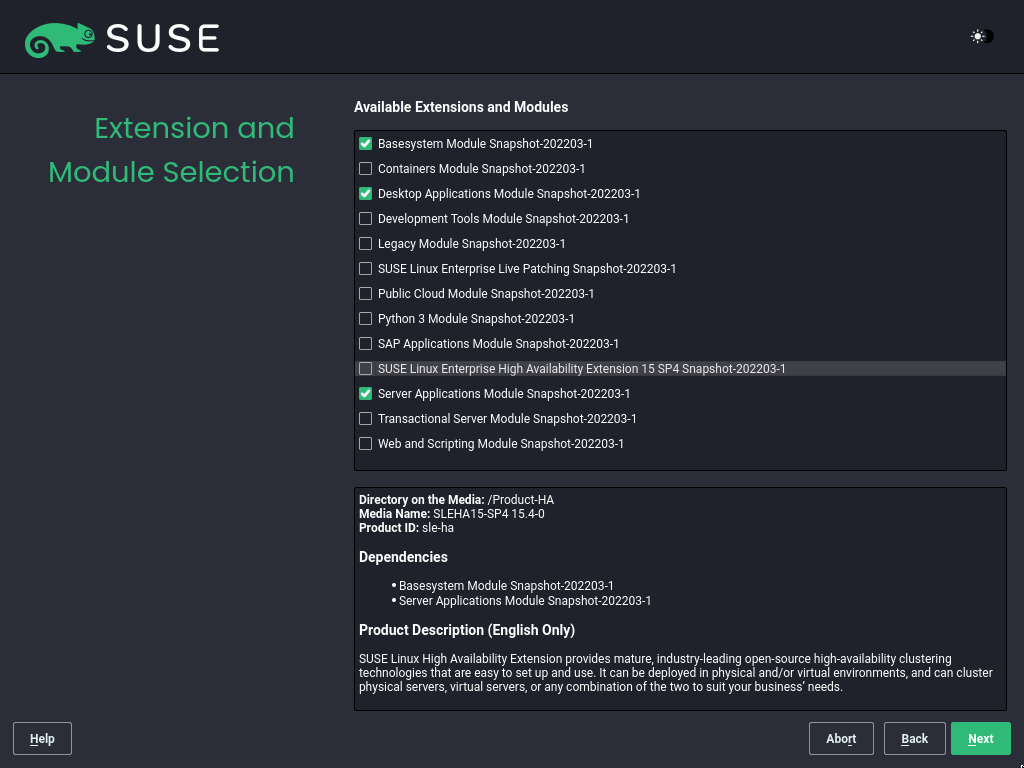 SUSE
Extension and
Module Selection
Available Extensions and Modules
Basesystem Module Snapshot-202203-1
Containers Module Snapshot-202203-1
Desktop Applications Module Snapshot-202203-1
Development Tools Module Snapshot-202203-1
Legacy Module Snapshot-202203-1
SUSE Linux Enterprise Live Patching Snapshot-202203-1
Public Cloud Module Snapshot-202203-1
Python 3 Module Snapshot-202203-1
SAP Applications Module Snapshot-202203-1
SUSE Linux Enterprise High Availability Extension 15 SP4 Snapshot-202203-1
Server Applications Module Snapshot-202203-1
Transactional Server Module Snapshot-202203-1
Web and Scripting Module Snapshot-202203-1
Directory on the Media: /Product-HA
Media Name: SLEHA15-SP4 15.4-0
Product ID: sle-ha
Dependencies
• Basesystem Module Snapshot-202203-1
• Server Applications Module Snapshot-202203-1
Product Description (English Only)
SUSE Linux High Availability Extension provides mature, industry-leading open-source high-availability clustering
technologies that are easy to set up and use. It can be deployed in physical and/or virtual environments, and can cluster
physical servers, virtual servers, or any combination of the two to suit your business’ needs.
Help
Abort
Back
Next